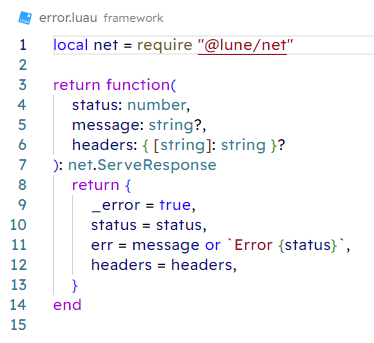 error.luau framework
1 local net = require "@lune/net"
2
3 return function(
4     status: number,
5     message: string?,
6     headers: { [string]: string }?
7 ): net.ServeResponse
8     return {
9         _error = true,
10         status = status,
11         err = message or `Error {status}`,
12         headers = headers,
13     }
14 end
15